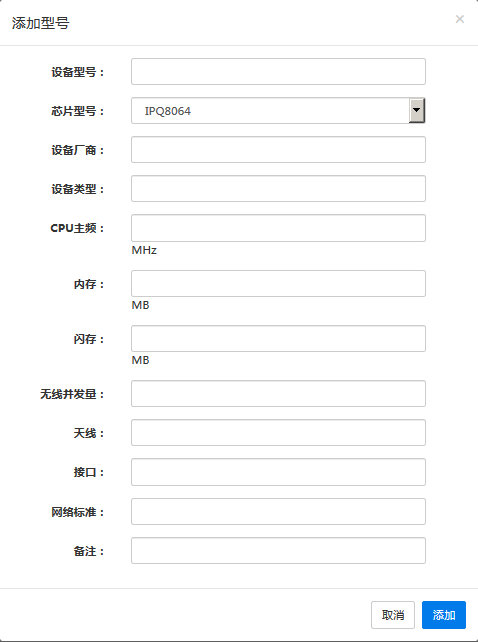 添加型号
×
设备型号：
芯片型号： IPQ8064
设备厂商：
设备类型：
CPU主频：
MHz
内存：
MB
闪存：
MB
无线并发量：
天线：
接口：
网络标准：
备注：
取消 添加